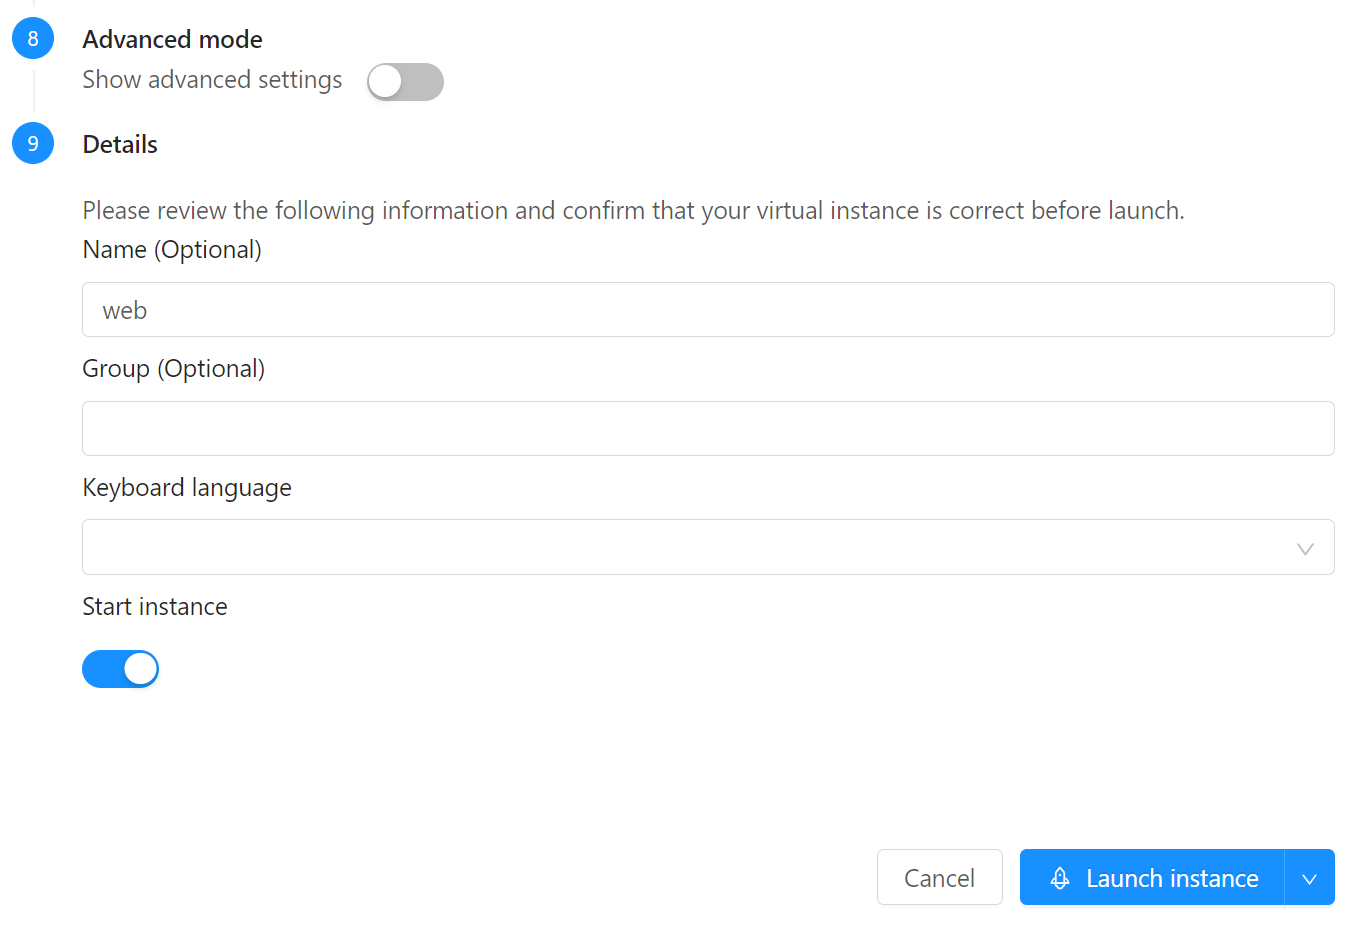 8
Advanced mode
Show advanced settings
9
Details
Please review the following information and confirm that your virtual instance is correct before launch.
Name (Optional)
web
Group (Optional)
Keyboard language
Start instance
Cancel
Launch instance